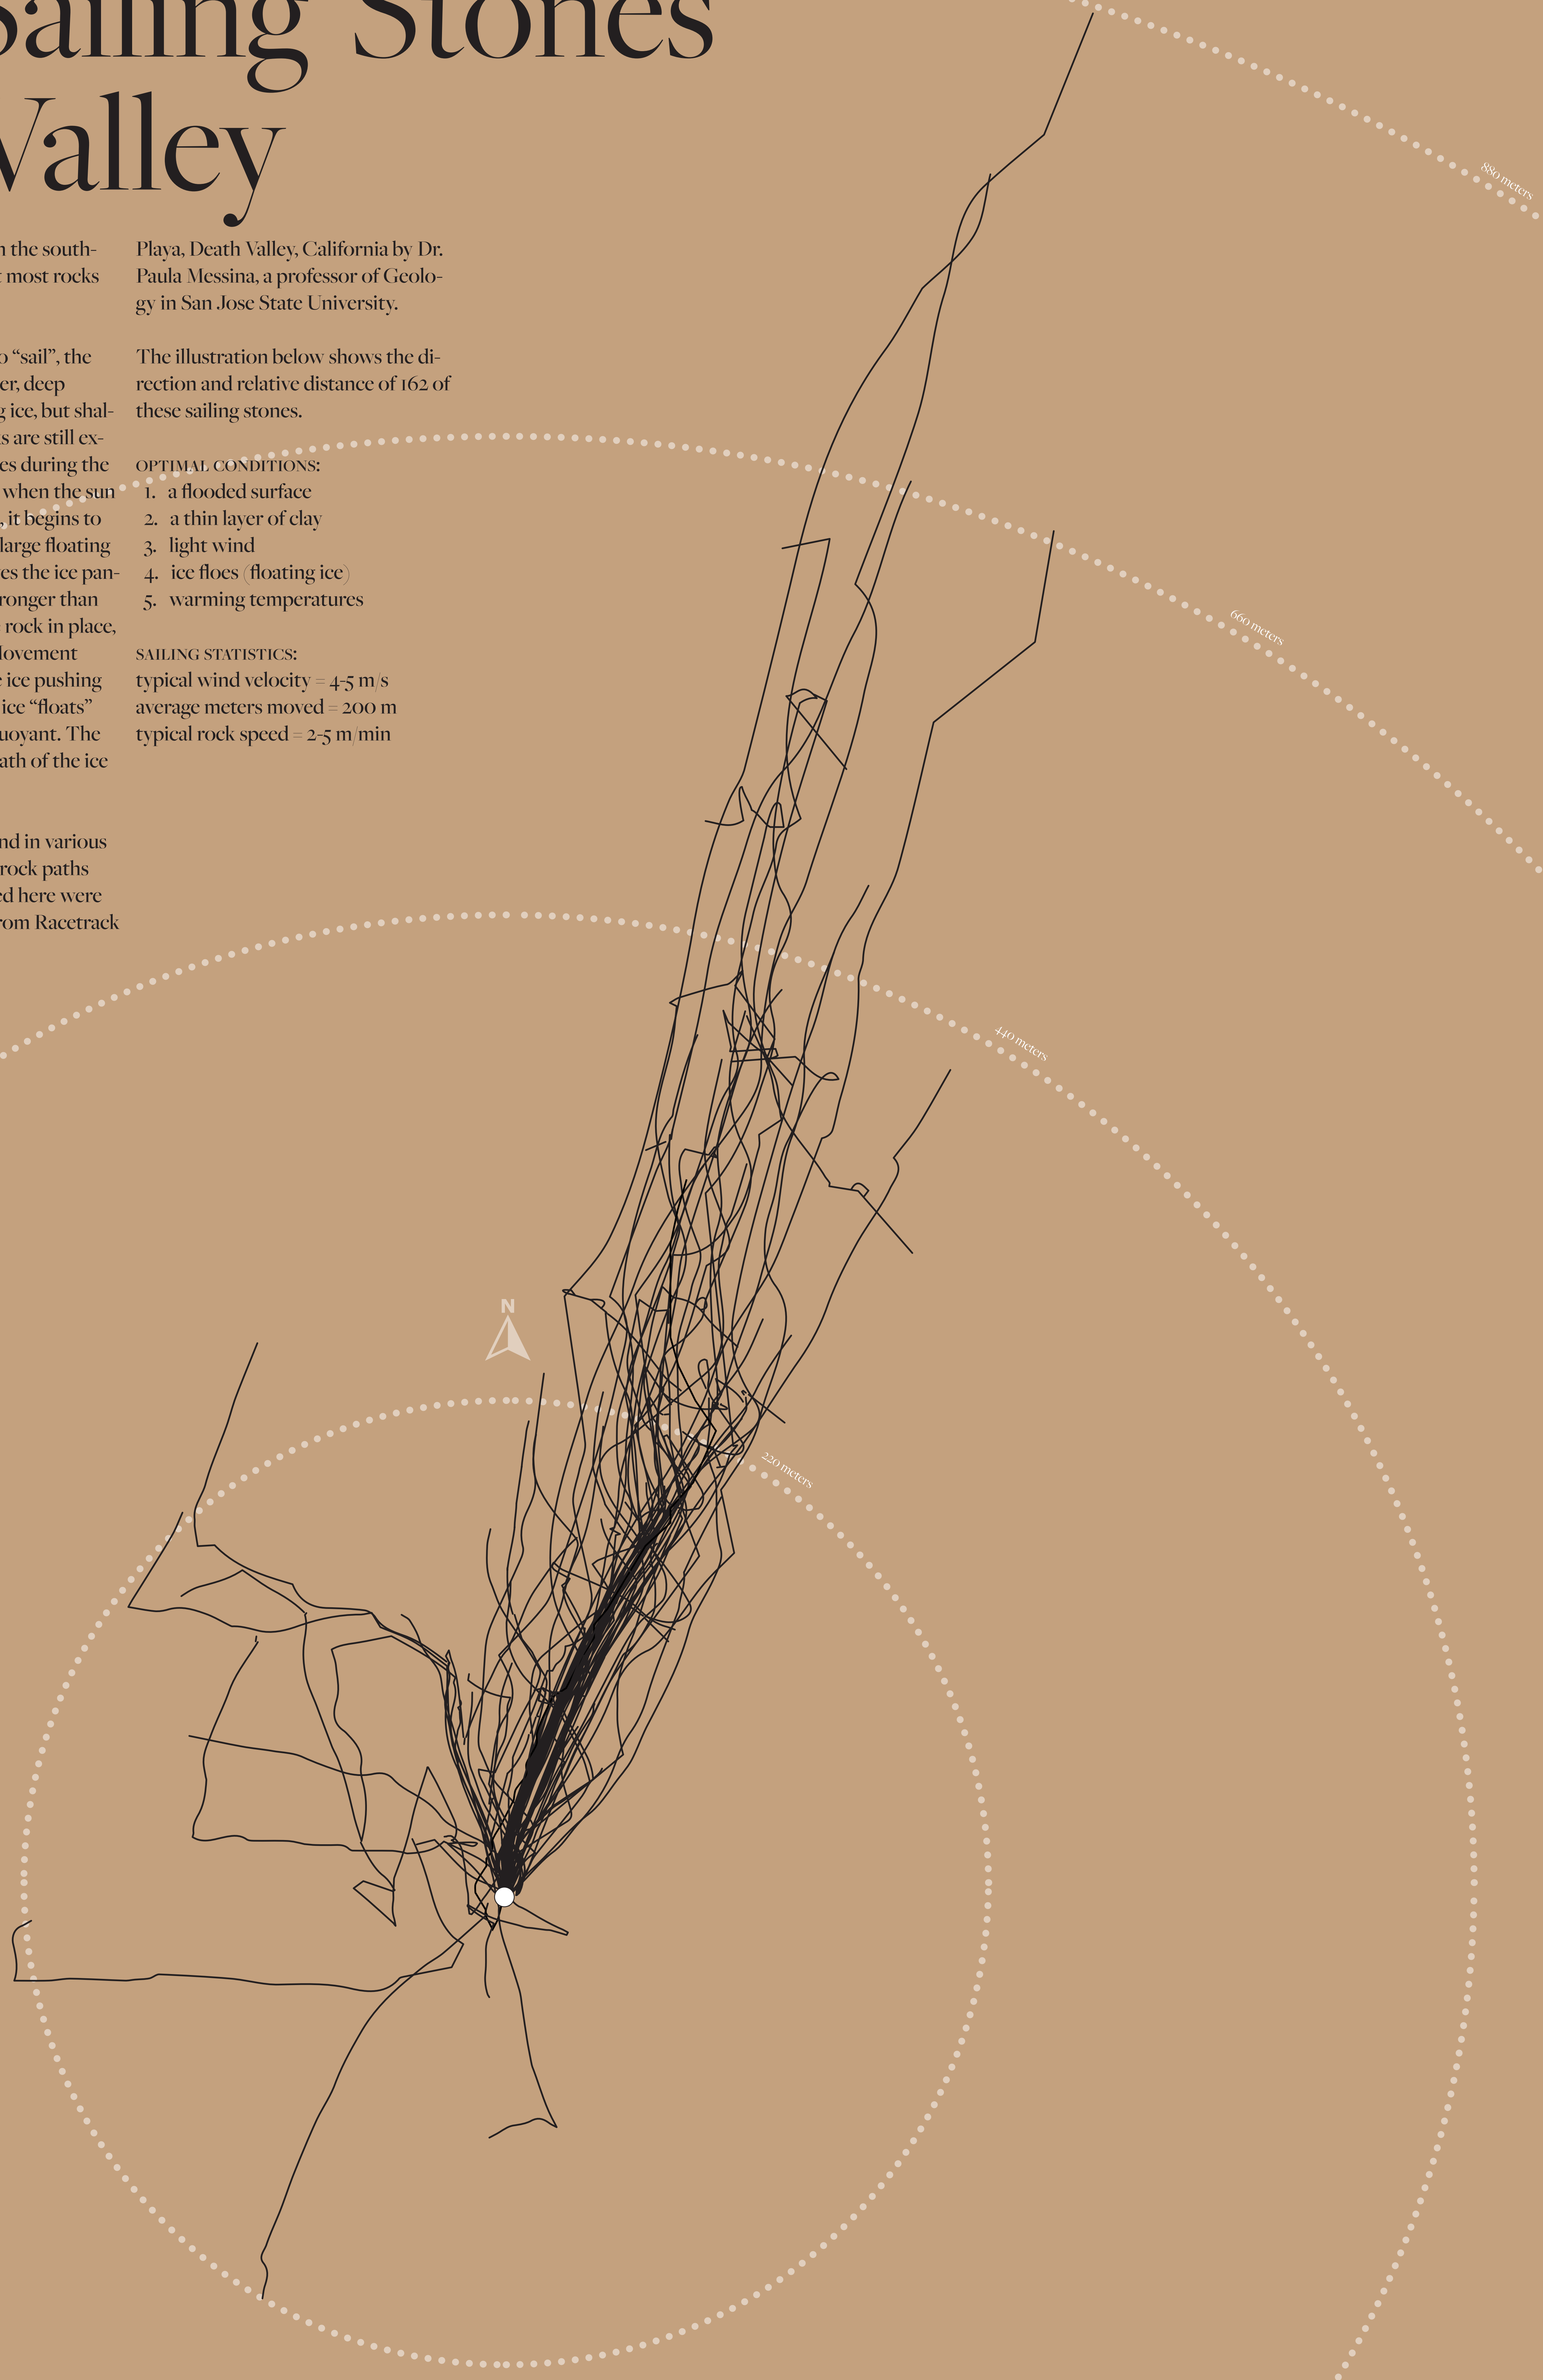 Sailing Stones
Valley
n the south-
t most rocks
o “sail”, the
er, deep
g ice, but shal-
s are still ex-
es during the
when the sun
, it begins to
large floating
es the ice pan-
ronger than
rock in place,
ovement
ice pushing
ice “floats”
uoyant. The
ath of the ice
nd in various
rock paths
ed here were
rom Racetrack
Playa, Death Valley, California by Dr.
Paula Messina, a professor of Geolo-
gy in San Jose State University.
The illustration below shows the di-
rection and relative distance of 162 of
these sailing stones.
OPTIMAL CONDITIONS:
1. a flooded surface
2. a thin layer of clay
3. light wind
4. ice floes (floating ice)
5. warming temperatures
SAILING STATISTICS:
typical wind velocity = 4-5 m/s
average meters moved = 200 m
typical rock speed = 2-5 m/min
880 meters
660 meters
440 meters
N
220 meters